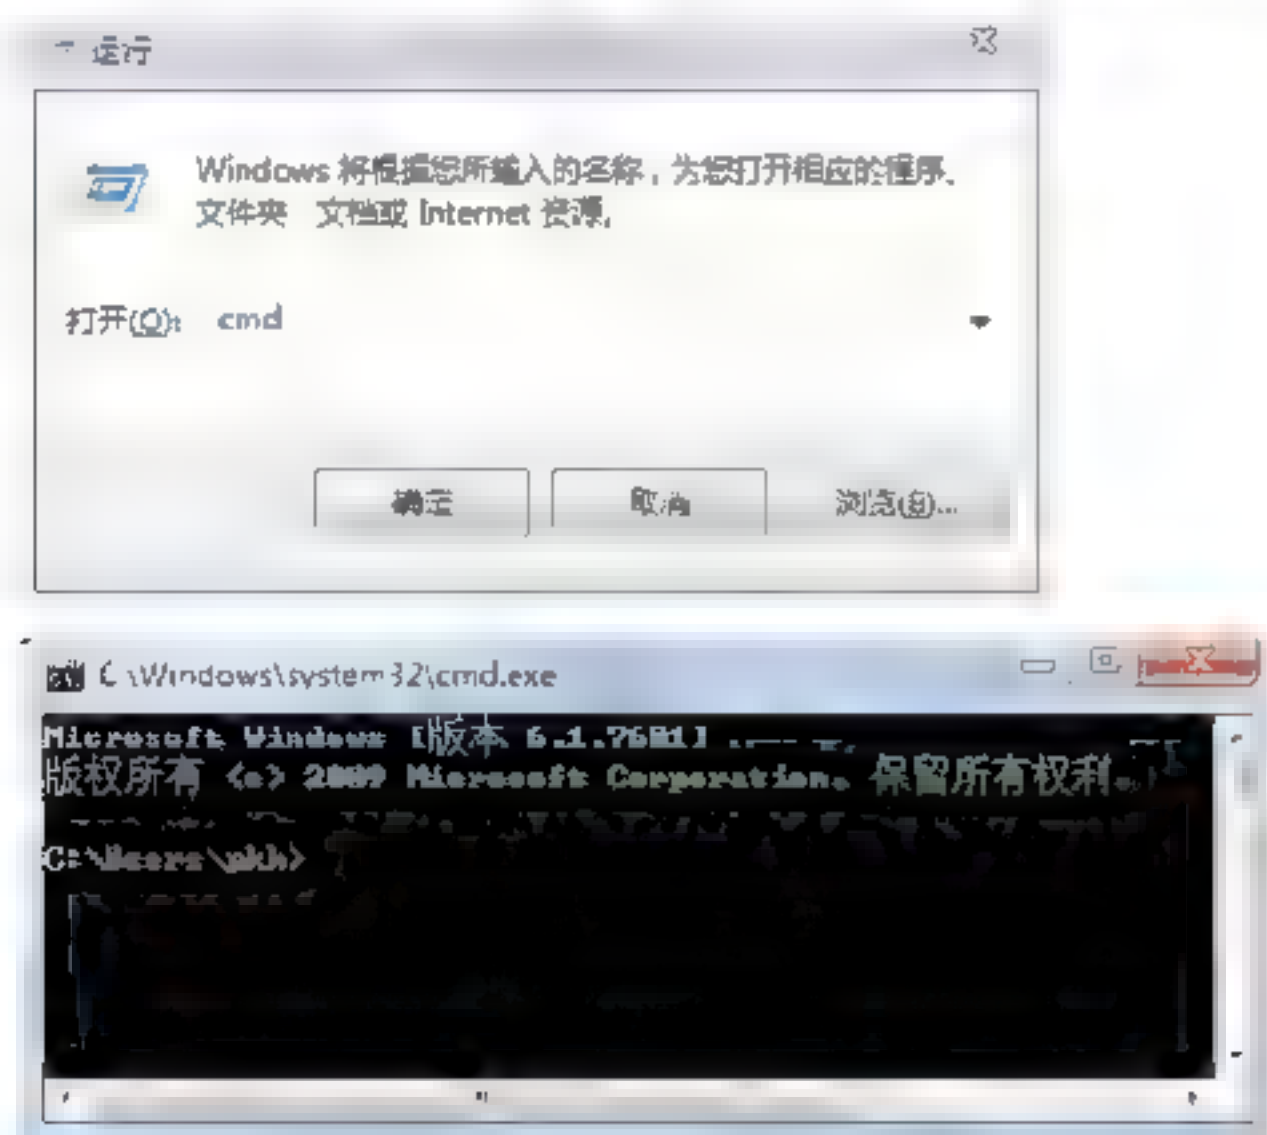 运行
Windows 将根据您所输入的名称，为您打开相应的程序、
文件夹、文档或 Internet 资源。
打开(O): cmd
确定 取消 浏览(B)...
C:\Windows\system32\cmd.exe
Microsoft Windows [版本 6.1.7601]
版权所有 (c) 2009 Microsoft Corporation。保留所有权利。
C:\Users\pkh>